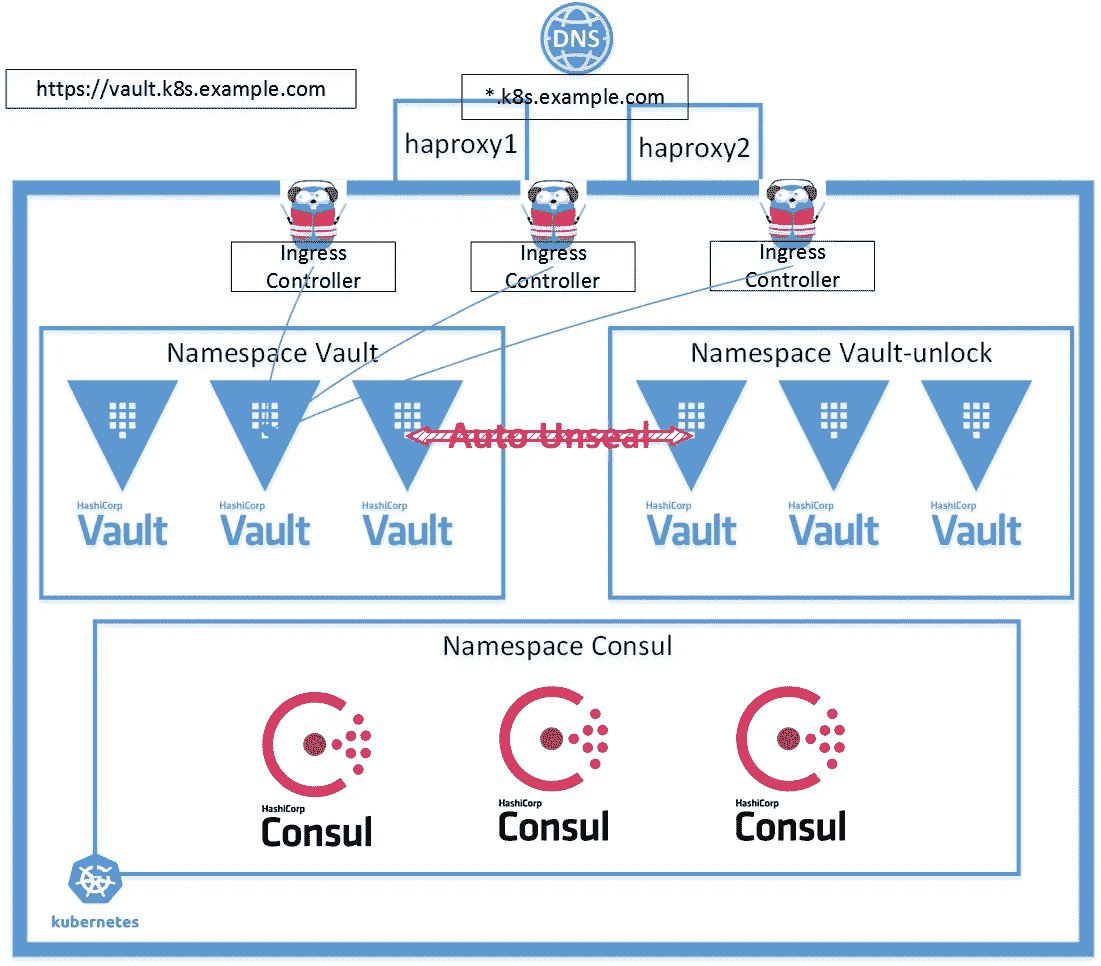 DNS
https://vault.k8s.example.com
*.k8s.example.com
haproxy1
haproxy2
Ingress
Controller
Ingress
Controller
Ingress
Controller
Namespace Vault
Namespace Vault-unlock
Auto Unseal
HashiCorp
Vault
HashiCorp
Vault
HashiCorp
Vault
HashiCorp
Vault
HashiCorp
Vault
HashiCorp
Vault
Namespace Consul
HashiCorp
Consul
HashiCorp
Consul
HashiCorp
Consul
kubernetes